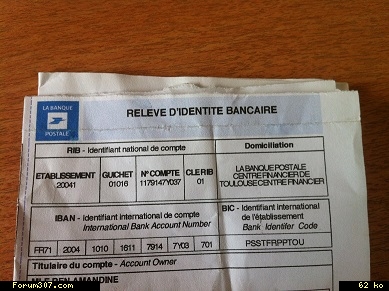 LA BANQUE
POSTALE
RELEVE D'IDENTITE BANCAIRE
RIB - Identifiant national de compte
Domiciliation
ETABLISSEMENT GUICHET N° COMPTE CLE RIB
20041 01016 1179147Y037 01
LA BANQUE POSTALE
CENTRE FINANCIER DE
TOULOUSE CENTRE FINANCIER
IBAN - Identifiant international de compte
International Bank Account Number
BIC - Identifiant international
de l'établissement
Bank Identifer Code
FR71 2004 1010 1611 7914 7Y03 701
PSSTFRPPTOU
Titulaire du compte - Account Owner
AMANDINE
Forum307.com
62 ko